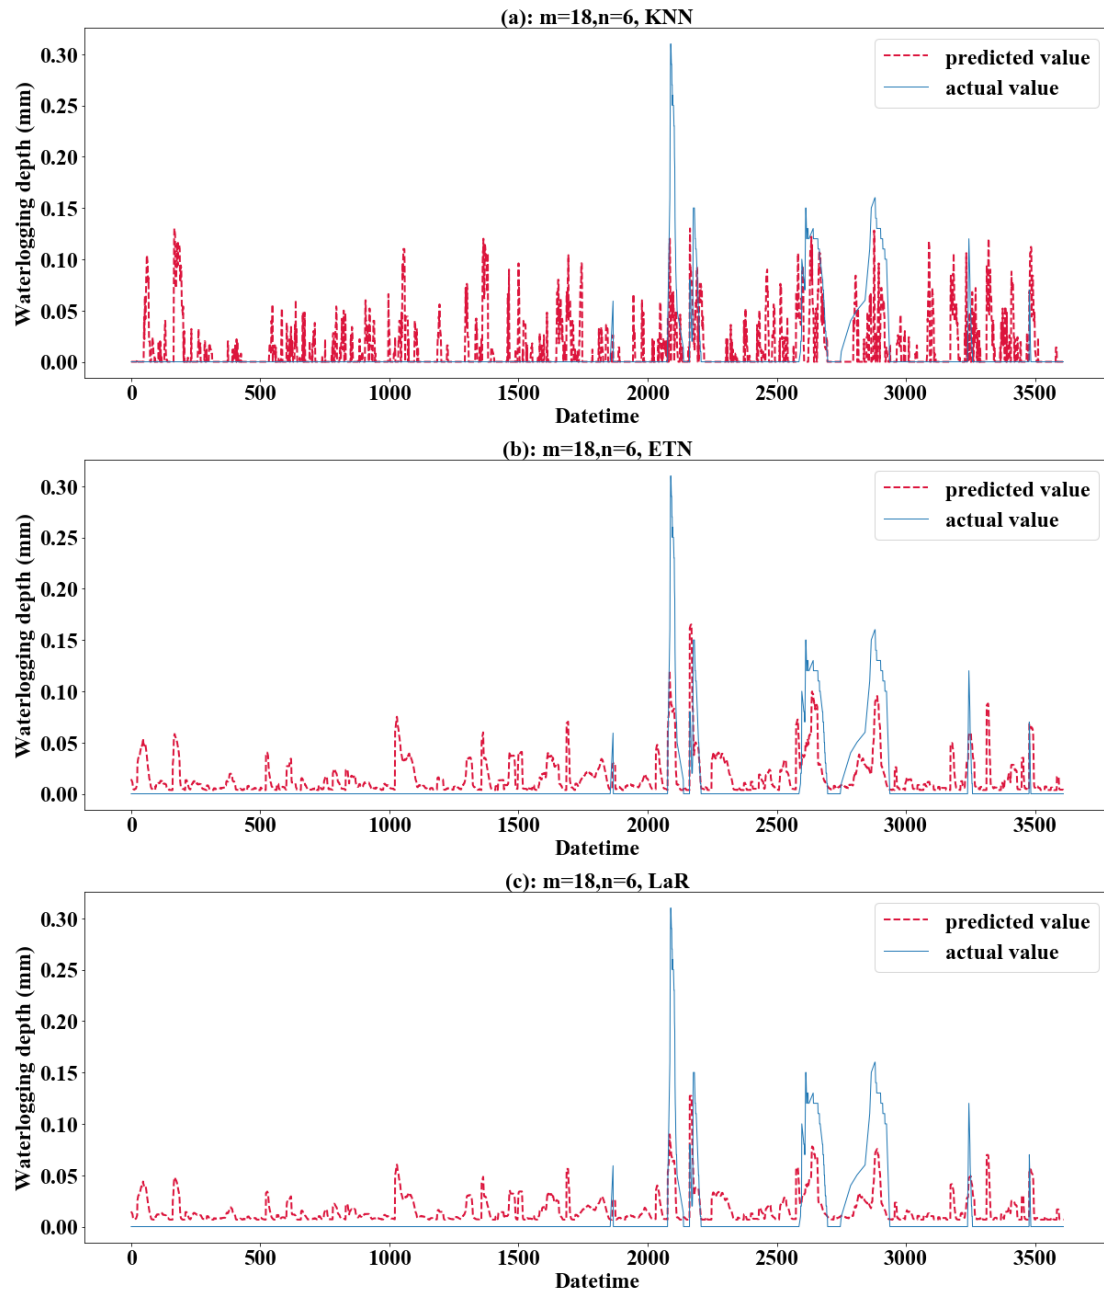 (a): m=18,n=6, KNN
Waterlogging depth (mm)
0.30
0.25
0.20
0.15
0.10
0.05
0.00
predicted value
actual value
0 500 1000 1500 2000 2500 3000 3500
Datetime
(b): m=18,n=6, ETN
Waterlogging depth (mm)
0.30
0.25
0.20
0.15
0.10
0.05
0.00
predicted value
actual value
0 500 1000 1500 2000 2500 3000 3500
Datetime
(c): m=18,n=6, LaR
Waterlogging depth (mm)
0.30
0.25
0.20
0.15
0.10
0.05
0.00
predicted value
actual value
0 500 1000 1500 2000 2500 3000 3500
Datetime